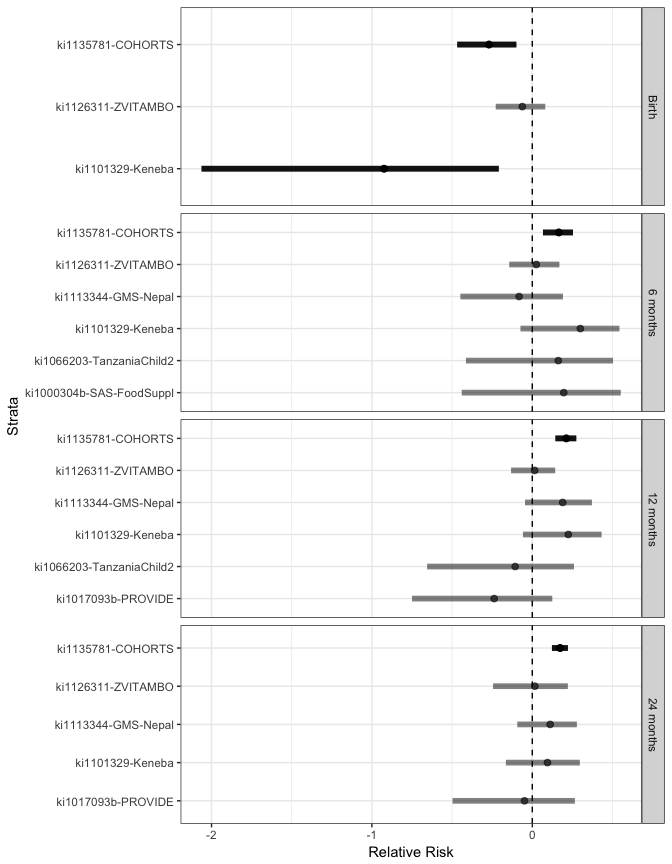 Strata
Birth
ki1135781-COHORTS
ki1126311-ZVITAMBO
ki1101329-Keneba
6 months
ki1135781-COHORTS
ki1126311-ZVITAMBO
ki1113344-GMS-Nepal
ki1101329-Keneba
ki1066203-TanzaniaChild2
ki1000304b-SAS-FoodSuppl
12 months
ki1135781-COHORTS
ki1126311-ZVITAMBO
ki1113344-GMS-Nepal
ki1101329-Keneba
ki1066203-TanzaniaChild2
ki1017093b-PROVIDE
24 months
ki1135781-COHORTS
ki1126311-ZVITAMBO
ki1113344-GMS-Nepal
ki1101329-Keneba
ki1017093b-PROVIDE
-2 -1 0
Relative Risk